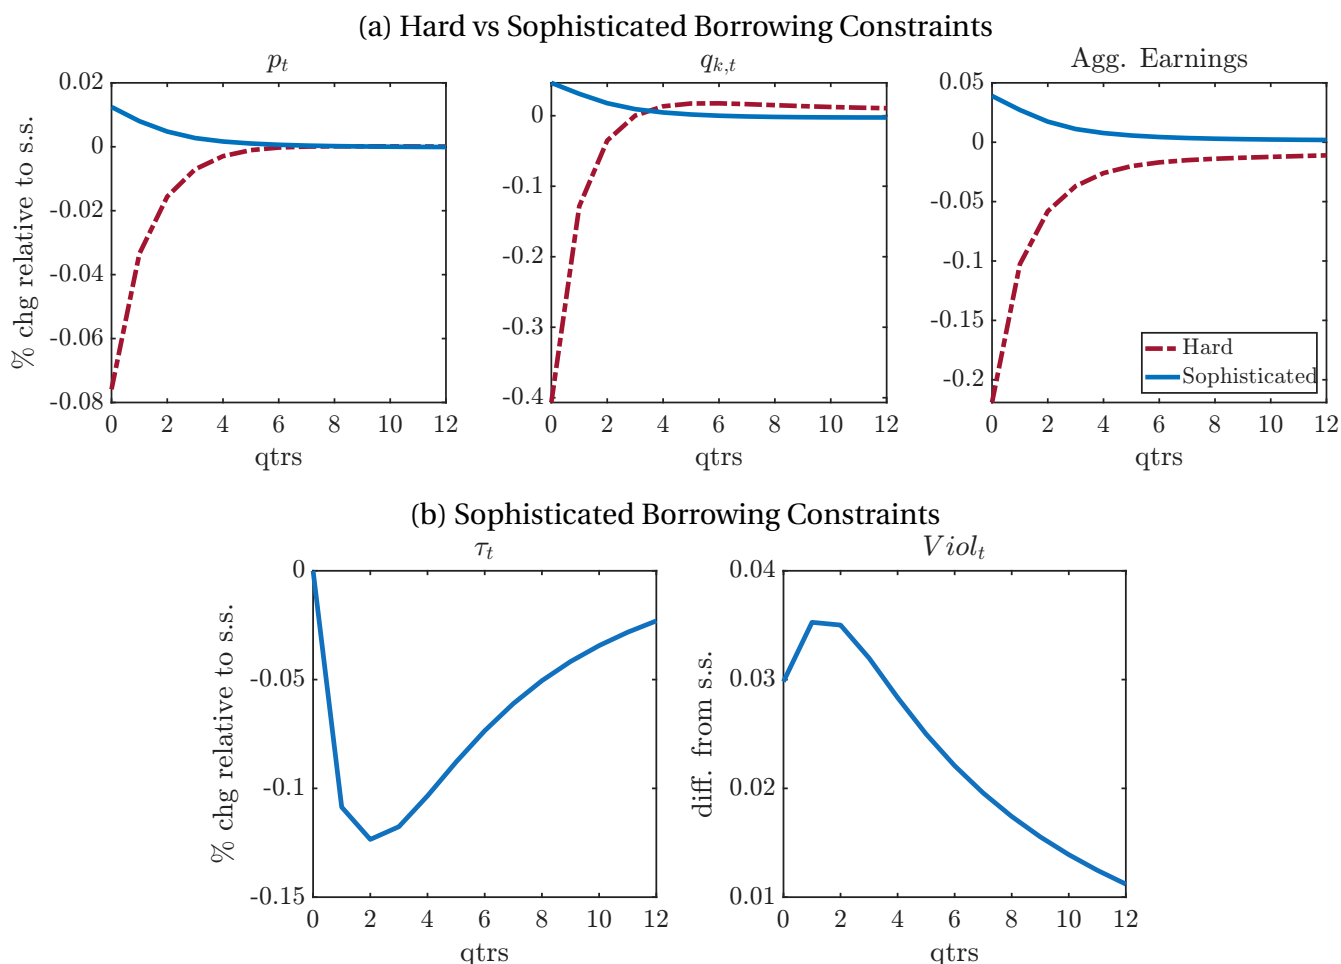 (a) Hard vs Sophisticated Borrowing Constraints
p_t
q_{k,t}
Agg. Earnings
% chg relative to s.s.
0.02
0
-0.02
-0.04
-0.06
-0.08
0 2 4 6 8 10 12
qtrs
0
-0.1
-0.2
-0.3
-0.4
0 2 4 6 8 10 12
qtrs
0.05
0
-0.05
-0.1
-0.15
-0.2
Hard
Sophisticated
0 2 4 6 8 10 12
qtrs
(b) Sophisticated Borrowing Constraints
τ_t
Viol_t
% chg relative to s.s.
0
-0.05
-0.1
-0.15
0 2 4 6 8 10 12
qtrs
diff. from s.s.
0.04
0.03
0.02
0.01
0 2 4 6 8 10 12
qtrs